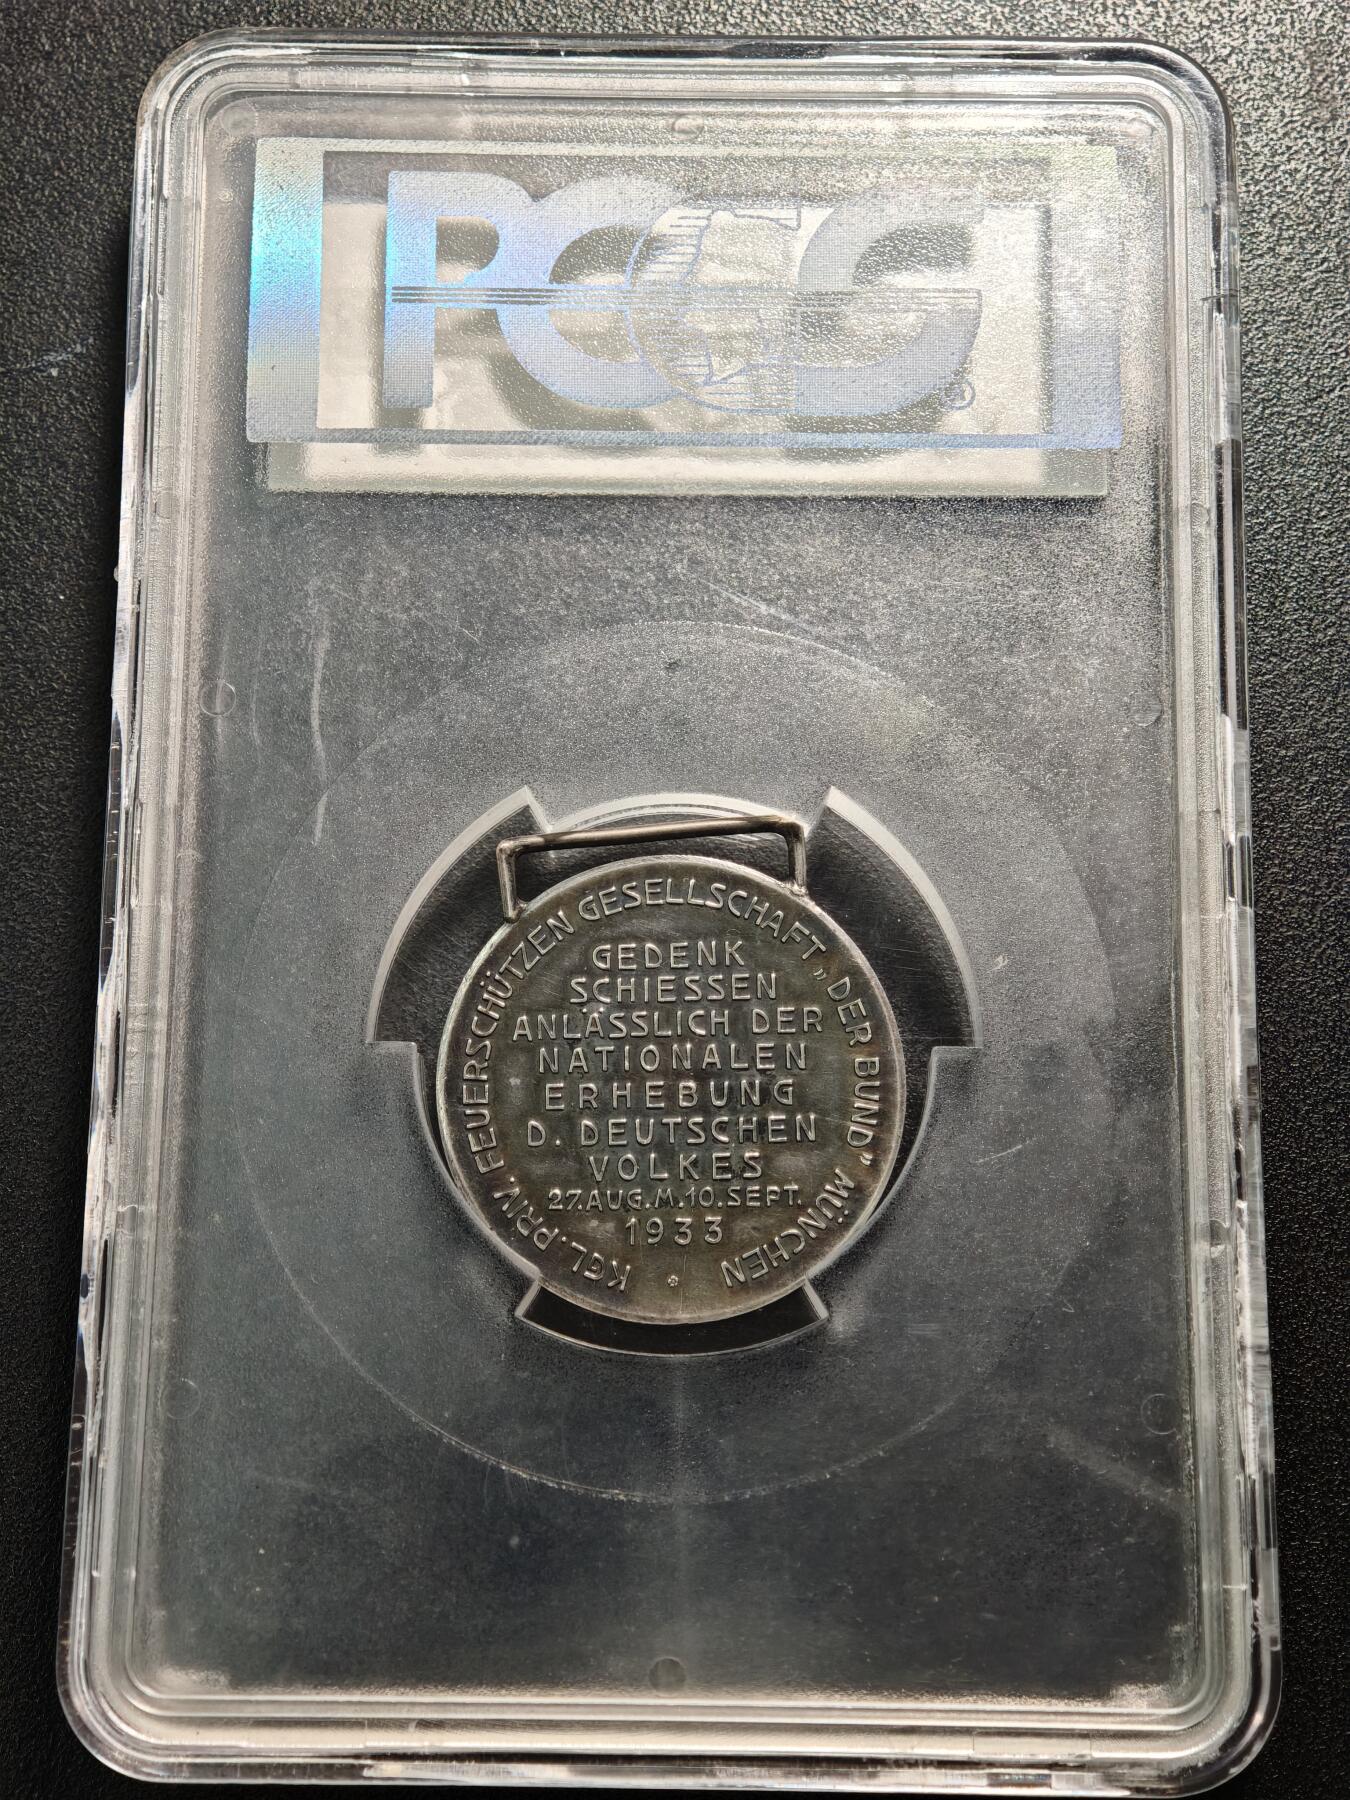 PCGS
®
KGL. PRIV. FEUERSCHÜTZEN GESELLSCHAFT „DER BUND" MÜNCHEN
GEDENK
SCHIESSEN
ANLÄSSLICH DER
NATIONALEN
ERHEBUNG
D. DEUTSCHEN
VOLKES
27.AUG.M.10.SEPT.
1933